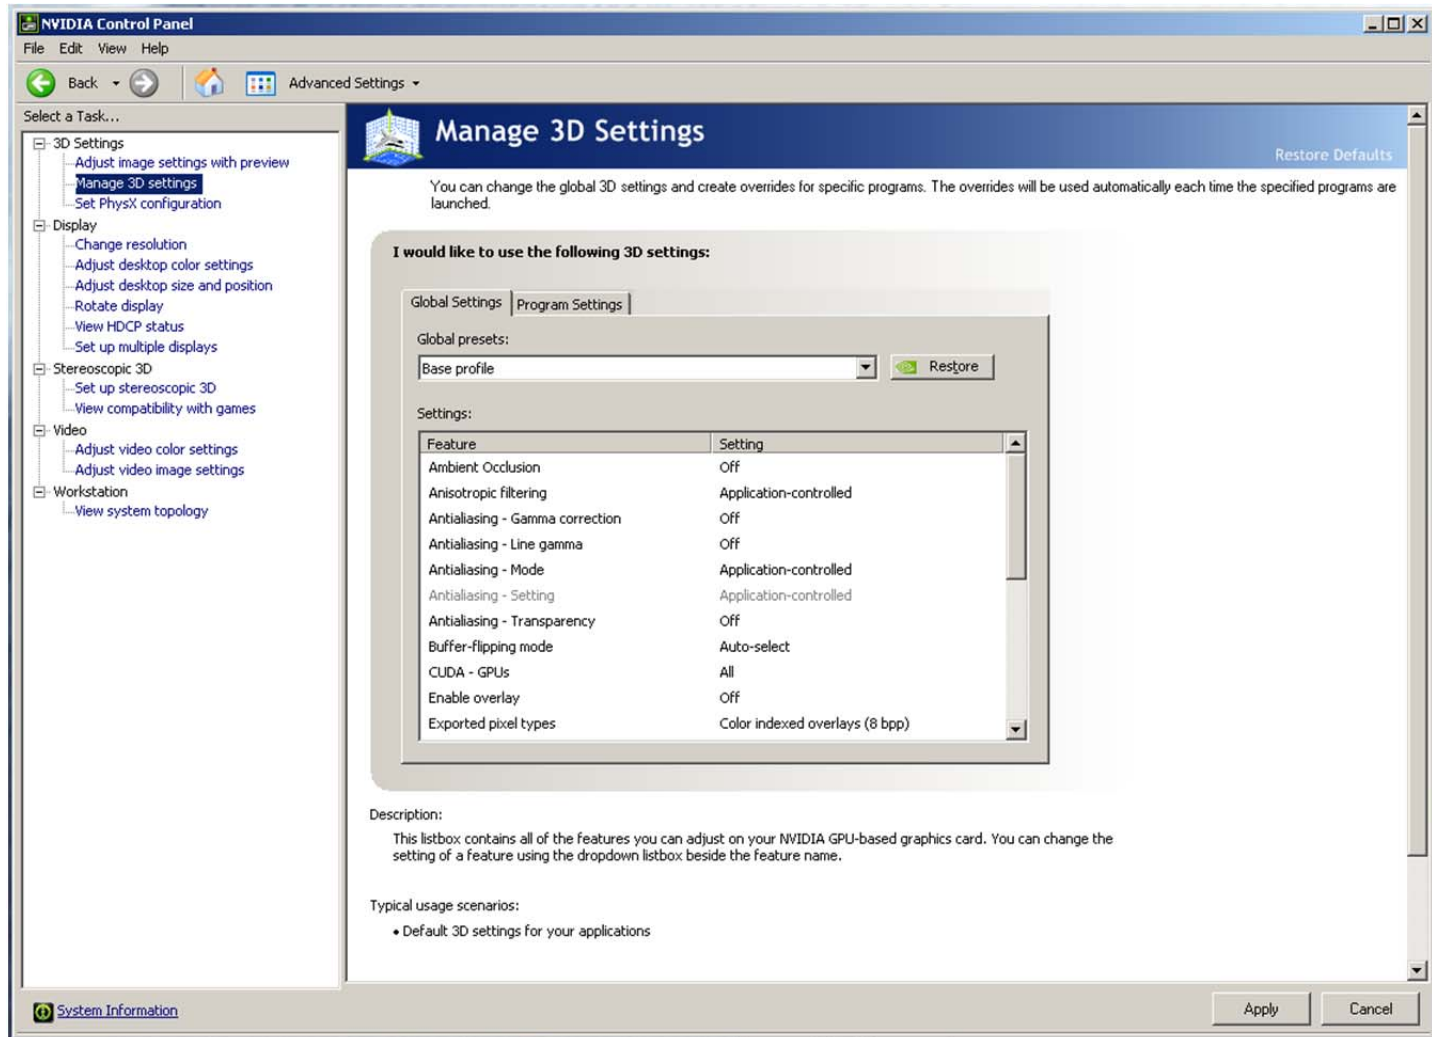 NVIDIA Control Panel
File Edit View Help
Back Advanced Settings
Select a Task...
3D Settings
Adjust image settings with preview
Manage 3D settings
Set PhysX configuration
Display
Change resolution
Adjust desktop color settings
Adjust desktop size and position
Rotate display
View HDCP status
Set up multiple displays
Stereoscopic 3D
Set up stereoscopic 3D
View compatibility with games
Video
Adjust video color settings
Adjust video image settings
Workstation
View system topology
Manage 3D Settings
Restore Defaults
You can change the global 3D settings and create overrides for specific programs. The overrides will be used automatically each time the specified programs are
launched.
I would like to use the following 3D settings:
Global Settings Program Settings
Global presets:
Base profile Restore
Settings:
Feature Setting
Ambient Occlusion Off
Anisotropic filtering Application-controlled
Antialiasing - Gamma correction Off
Antialiasing - Line gamma Off
Antialiasing - Mode Application-controlled
Antialiasing - Setting Application-controlled
Antialiasing - Transparency Off
Buffer-flipping mode Auto-select
CUDA - GPUs All
Enable overlay Off
Exported pixel types Color indexed overlays (8 bpp)
Description:
This listbox contains all of the features you can adjust on your NVIDIA GPU-based graphics card. You can change the
setting of a feature using the dropdown listbox beside the feature name.
Typical usage scenarios:
• Default 3D settings for your applications
System Information
Apply Cancel